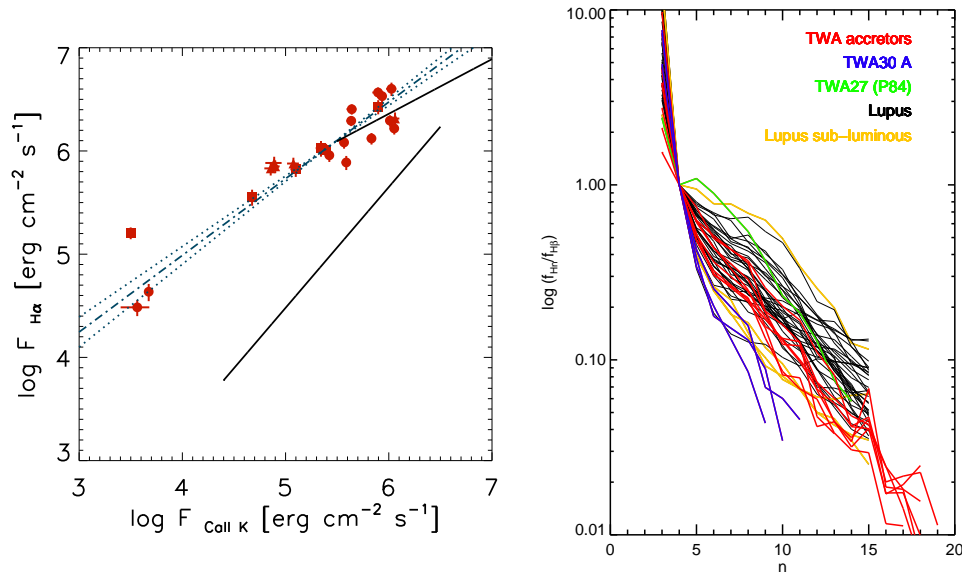 7
6
5
4
3
3 4 5 6 7
log F Hα [erg cm−2 s−1]
log F CaII K [erg cm−2 s−1]
10.00
1.00
0.10
0.01
0 5 10 15 20
log (fHn/fHβ)
n
TWA accretors
TWA30 A
TWA27 (P84)
Lupus
Lupus sub−luminous